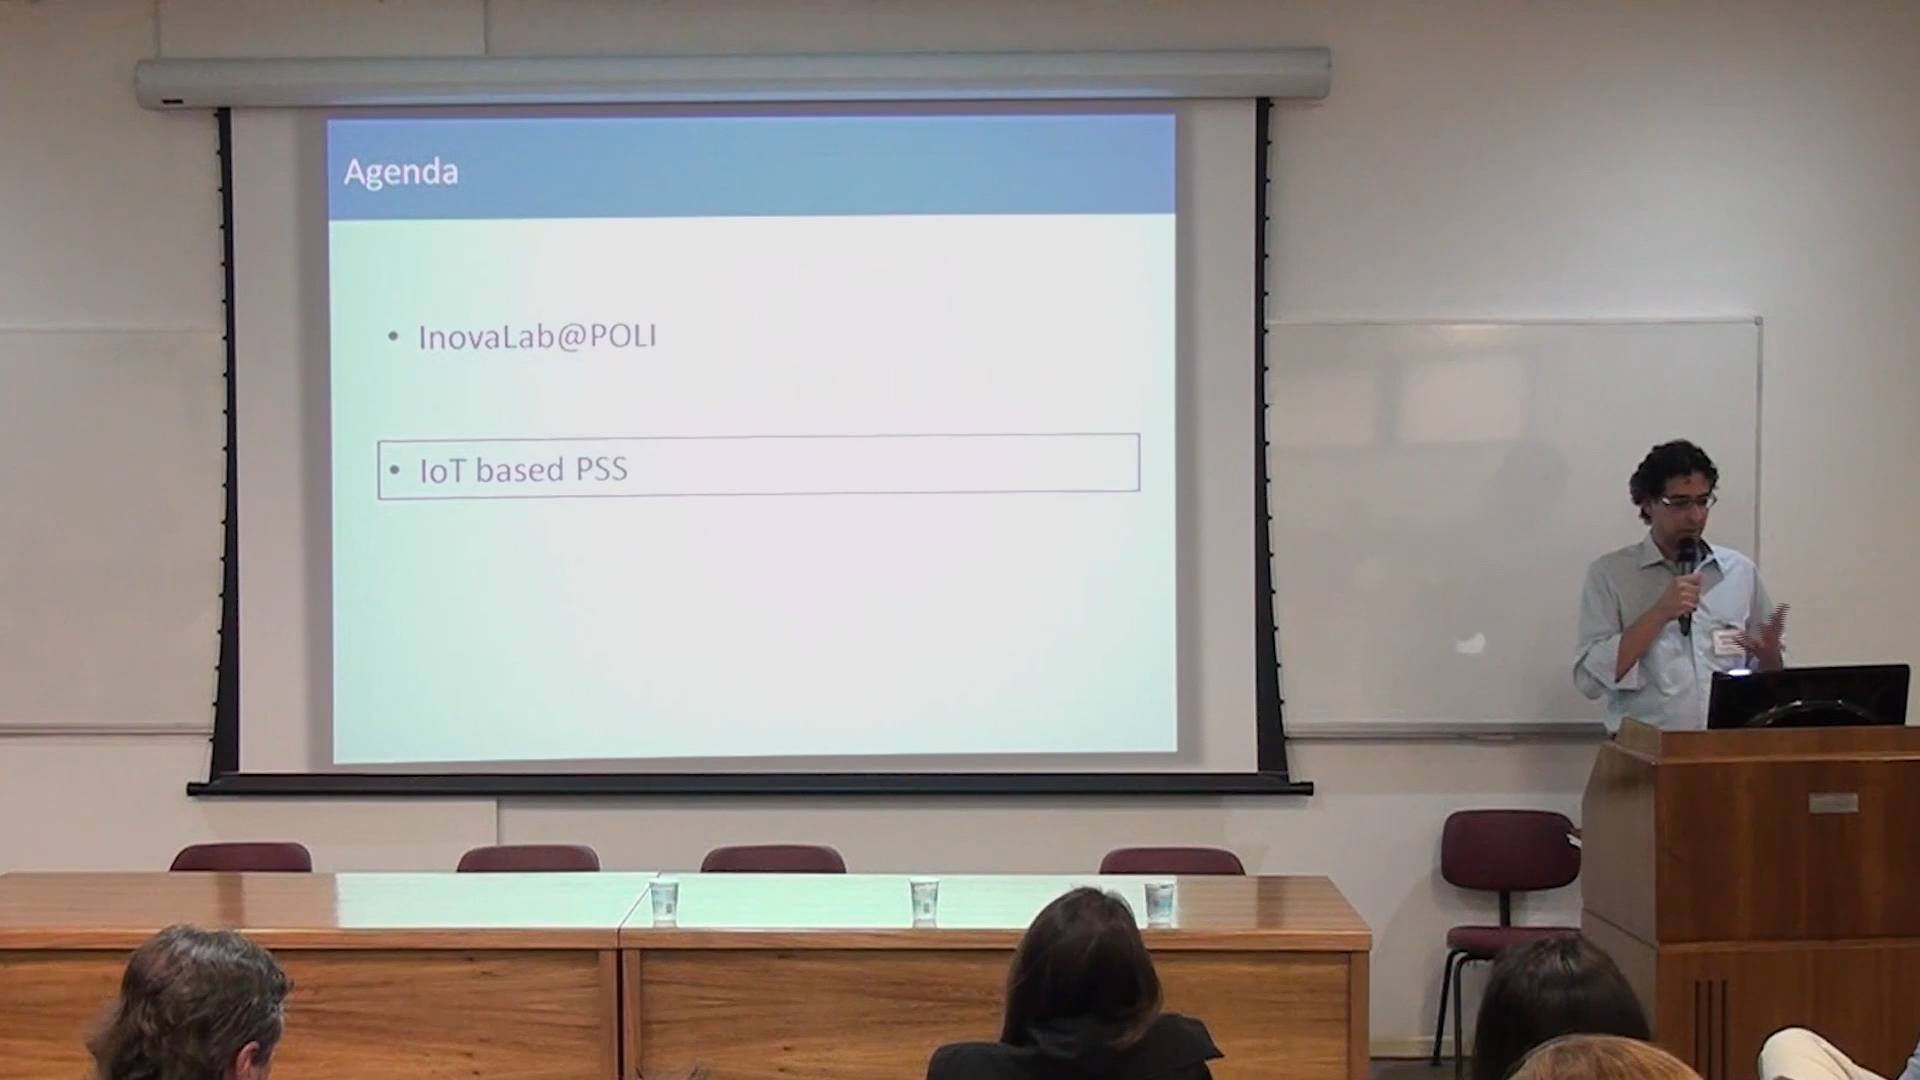 Agenda
• InovaLab@POLI
• IoT based PSS